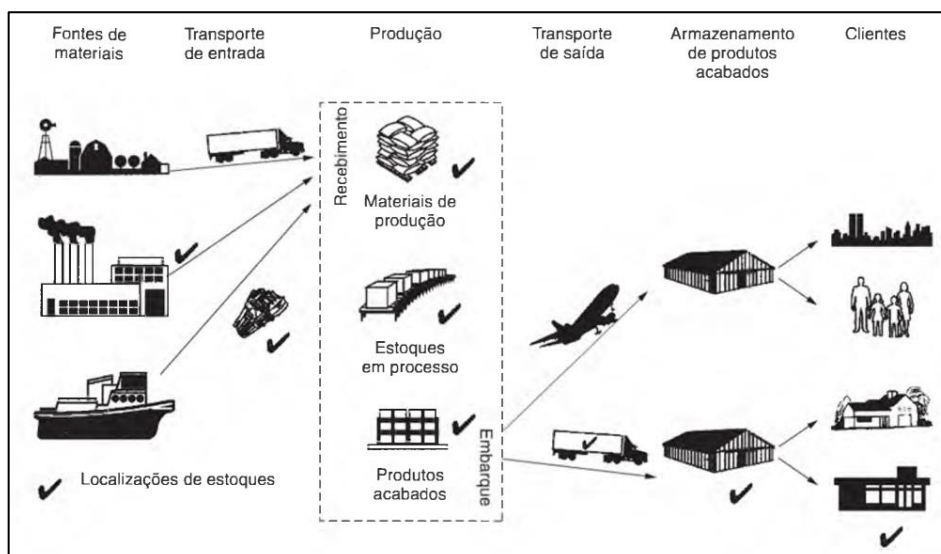 Fontes de
materiais
Transporte
de entrada
Produção
Transporte
de saída
Armazenamento
de produtos
acabados
Clientes
Recebimento
Materiais de
produção
Estoques
em processo
Produtos
acabados
Embarque
Localizações de estoques